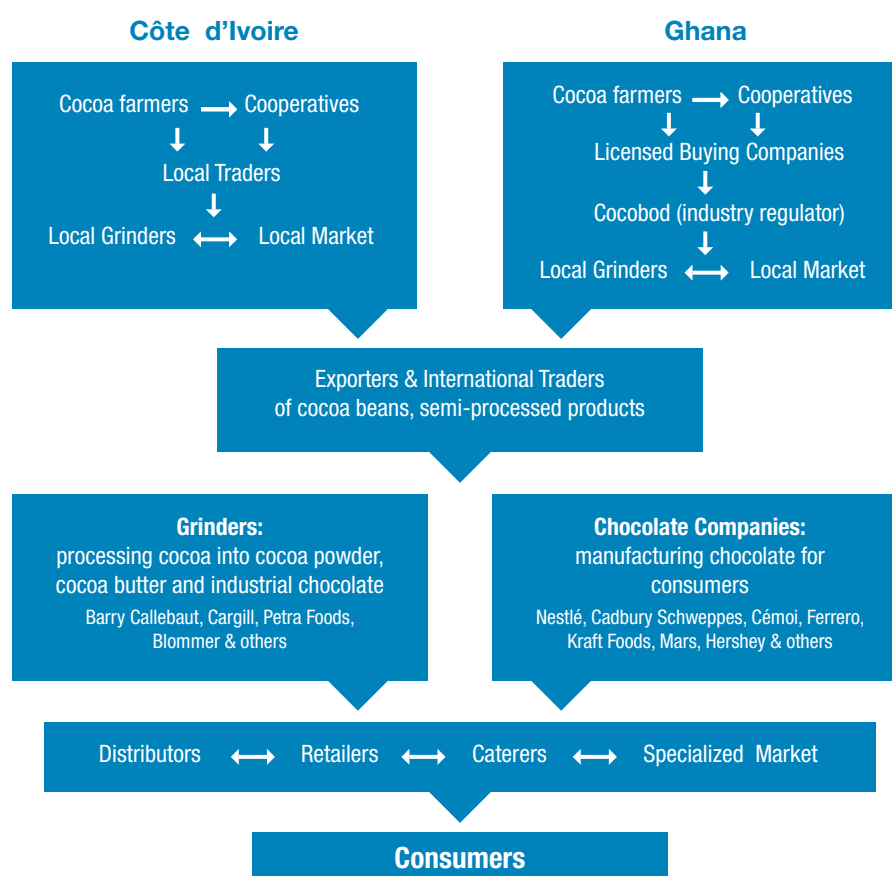 Côte d’Ivoire
Cocoa farmers Cooperatives
Local Traders
Local Grinders Local Market
Ghana
Cocoa farmers Cooperatives
Licensed Buying Companies
Cocobod (industry regulator)
Local Grinders Local Market
Exporters & International Traders
of cocoa beans, semi-processed products
Grinders:
processing cocoa into cocoa powder,
cocoa butter and industrial chocolate
Barry Callebaut, Cargill, Petra Foods,
Blommer & others
Chocolate Companies:
manufacturing chocolate for
consumers
Nestlé, Cadbury Schweppes, Cémoi, Ferrero,
Kraft Foods, Mars, Hershey & others
Distributors Retailers Caterers Specialized Market
Consumers